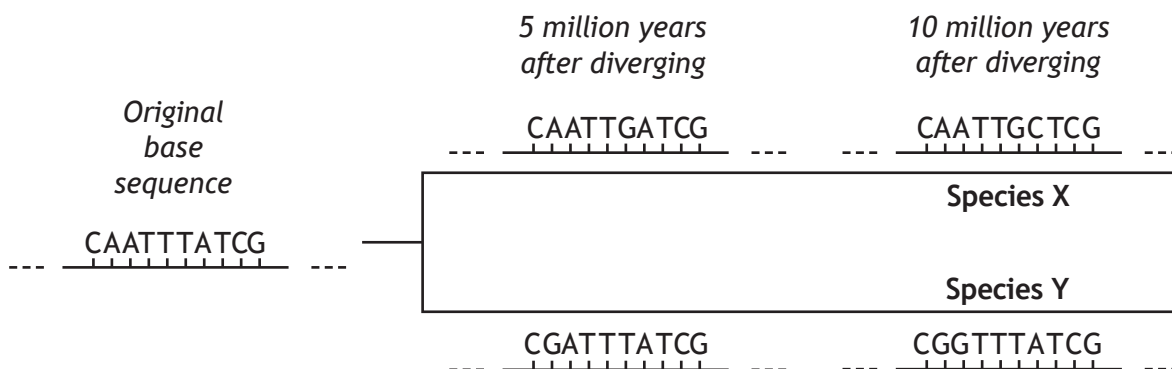 5 million years
after diverging
10 million years
after diverging
Original
base
sequence
CAATTGATCG
CAATTGCTCG
Species X
CAATTTATCG
Species Y
CGATTTATCG
CGGTTTATCG